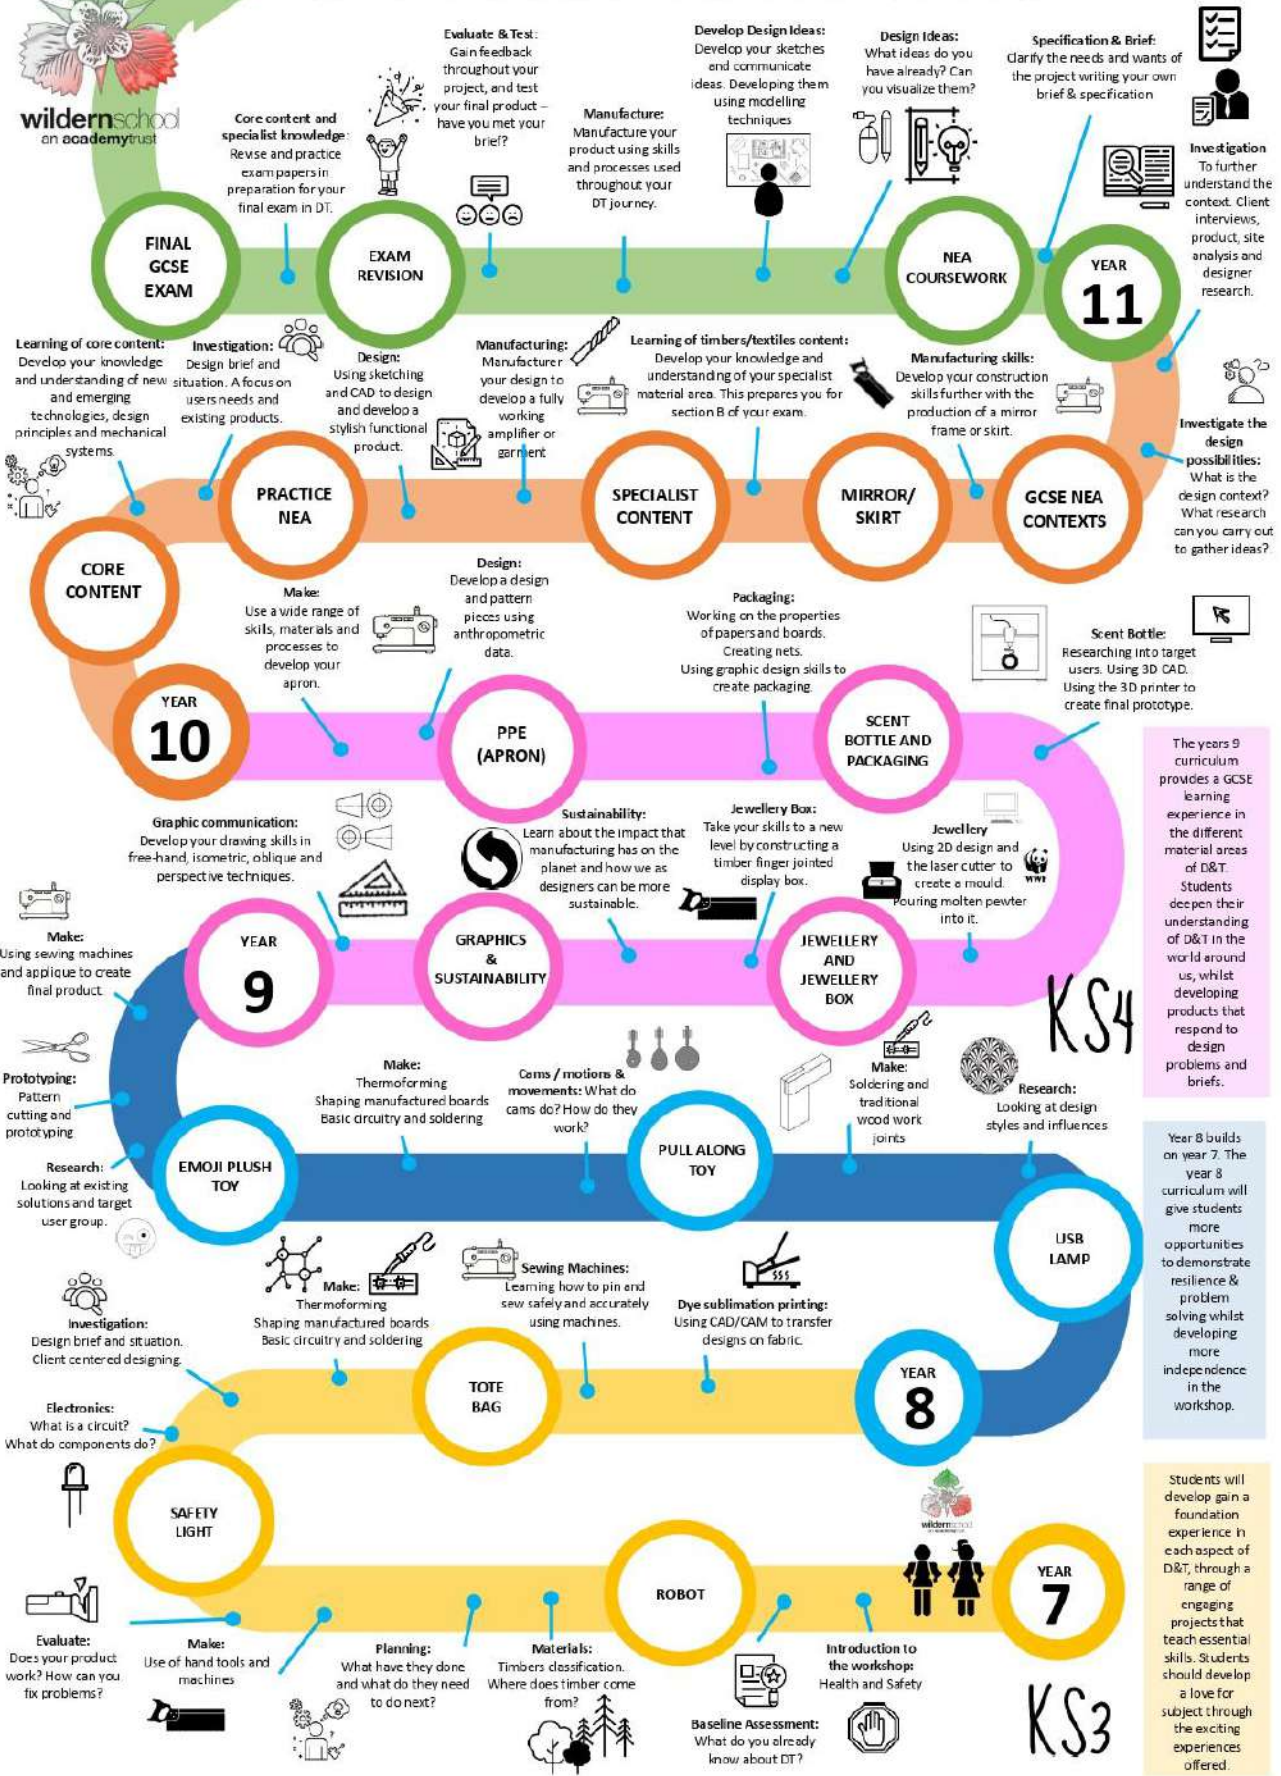 wildernschool
an academytrust
Evaluate & Test:
Gain feedback
throughout your
project, and test
your final product –
have you met your
brief?
Develop Design Ideas:
Develop your sketches
and communicate
ideas. Developing them
using modelling
techniques
Design Ideas:
What ideas do you
have already? Can
you visualize them?
Specification & Brief:
Clarify the needs and wants of
the project writing your own
brief & specification
Core content and
specialist knowledge:
Revise and practice
exam papers in
preparation for your
final exam in DT.
Manufacture:
Manufacture your
product using skills
and processes used
throughout your
DT journey.
Investigation
To further
understand the
context. Client
interviews,
product, site
analysis and
designer
research.
FINAL
GCSE
EXAM
EXAM
REVISION
NEA
COURSEWORK
YEAR
11
Learning of core content:
Develop your knowledge
and understanding of new
and emerging
technologies, design
principles and mechanical
systems.
Investigation:
Design brief and
situation. A focus on
users needs and
existing products.
Design:
Using sketching
and CAD to design
and develop a
stylish functional
product.
Manufacturing:
Manufacturer
your design to
develop a fully
working
amplifier or
garment
Learning of timbers/textiles content:
Develop your knowledge and
understanding of your specialist
material area. This prepares you for
section B of your exam.
Manufacturing skills:
Develop your construction
skills further with the
production of a mirror
frame or skirt.
Investigate the
design
possibilities:
What is the
design context?
What research
can you carry out
to gather ideas?
CORE
CONTENT
PRACTICE
NEA
SPECIALIST
CONTENT
MIRROR/
SKIRT
GCSE NEA
CONTEXTS
Make:
Use a wide range of
skills, materials and
processes to
develop your
apron.
Design:
Develop a design
and pattern
pieces using
anthropometric
data.
Packaging:
Working on the properties
of papers and boards.
Creating nets.
Using graphic design skills to
create packaging.
Scent Bottle:
Researching into target
users. Using 3D CAD.
Using the 3D printer to
create final prototype.
YEAR
10
PPE
(APRON)
SCENT
BOTTLE AND
PACKAGING
The years 9
curriculum
provides a GCSE
learning
experience in
the different
material areas
of D&T.
Students
deepen their
understanding
of D&T in the
world around
us, whilst
developing
products that
respond to
design
problems and
briefs.
Graphic communication:
Develop your drawing skills in
free-hand, isometric, oblique and
perspective techniques.
Sustainability:
Learn about the impact that
manufacturing has on the
planet and how we as
designers can be more
sustainable.
Jewellery Box:
Take your skills to a new
level by constructing a
timber finger jointed
display box.
Jewellery
Using 2D design and
the laser cutter to
create a mould.
Pouring molten pewter
into it.
WWF
YEAR
9
GRAPHICS
&
SUSTAINABILITY
JEWELLERY
AND
JEWELLERY
BOX
KS4
Make:
Using sewing machines
and applique to create
final product.
Prototyping:
Pattern
cutting and
prototyping
Research:
Looking at existing
solutions and target
user group.
Make:
Thermoforming
Shaping manufactured boards
Basic circuitry and soldering
Cams / motions &
movements: What do
cams do? How do they
work?
Make:
Soldering and
traditional
wood work
joints
Research:
Looking at design
styles and influences
EMOJI PLUSH
TOY
PULL ALONG
TOY
USB
LAMP
Year 8 builds
on year 7. The
year 8
curriculum will
give students
more
opportunities
to demonstrate
resilience &
problem
solving whilst
developing
more
independence
in the
workshop.
Investigation:
Design brief and situation.
Client centered designing.
Make:
Thermoforming
Shaping manufactured boards
Basic circuitry and soldering
Sewing Machines:
Learning how to pin and
sew safely and accurately
using machines.
Dye sublimation printing:
Using CAD/CAM to transfer
designs on fabric.
Electronics:
What is a circuit?
What do components do?
TOTE
BAG
YEAR
8
SAFETY
LIGHT
wildernschool
an academytrust
ROBOT
YEAR
7
Students will
develop gain a
foundation
experience in
each aspect of
D&T, through a
range of
engaging
projects that
teach essential
skills. Students
should develop
a love for
subject through
the exciting
experiences
offered.
Evaluate:
Does your product
work? How can you
fix problems?
Make:
Use of hand tools and
machines
Planning:
What have they done
and what do they need
to do next?
Materials:
Timbers classification.
Where does timber come
from?
Baseline Assessment:
What do you already
know about DT?
Introduction to
the workshop:
Health and Safety
KS3